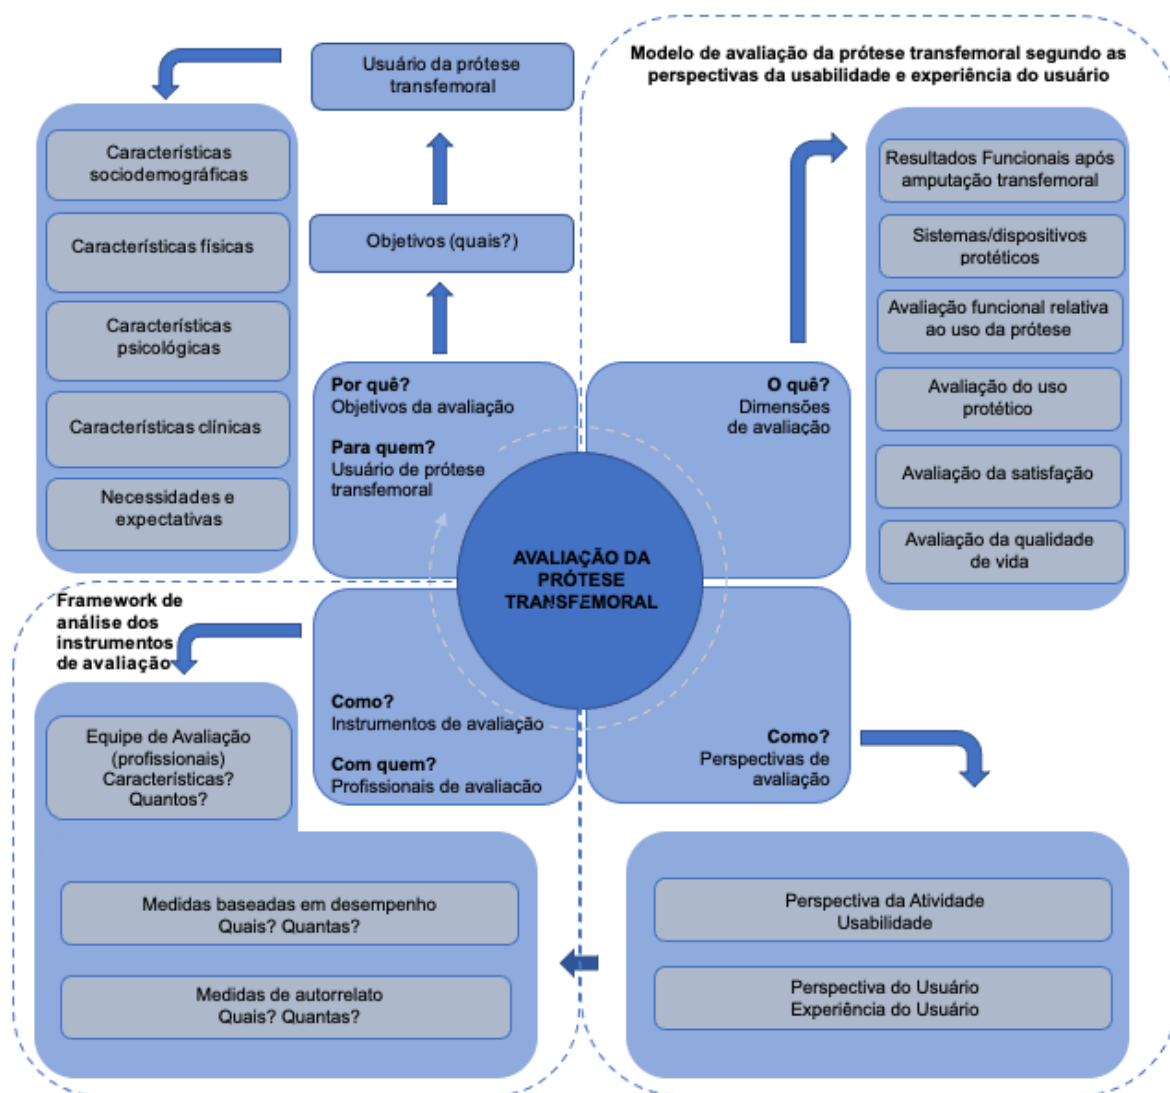 Usuário da prótese
transfemoral
Objetivos (quais?)
Características
sociodemográficas
Características físicas
Características
psicológicas
Características clínicas
Necessidades e
expectativas
Por quê?
Objetivos da avaliação
Para quem?
Usuário de prótese
transfemoral
Modelo de avaliação da prótese transfemoral segundo as
perspectivas da usabilidade e experiência do usuário
O quê?
Dimensões
de avaliação
Resultados Funcionais após
amputação transfemoral
Sistemas/dispositivos
protéticos
Avaliação funcional relativa
ao uso da prótese
Avaliação do uso
protético
Avaliação da satisfação
Avaliação da qualidade
de vida
AVALIAÇÃO DA
PRÓTESE
TRANSFEMORAL
Framework de
análise dos
instrumentos
de avaliação
Como?
Instrumentos de avaliação
Com quem?
Profissionais de avaliacão
Como?
Perspectivas de
avaliação
Equipe de Avaliação
(profissionais)
Características?
Quantos?
Medidas baseadas em desempenho
Quais? Quantas?
Medidas de autorrelato
Quais? Quantas?
Perspectiva da Atividade
Usabilidade
Perspectiva do Usuário
Experiência do Usuário